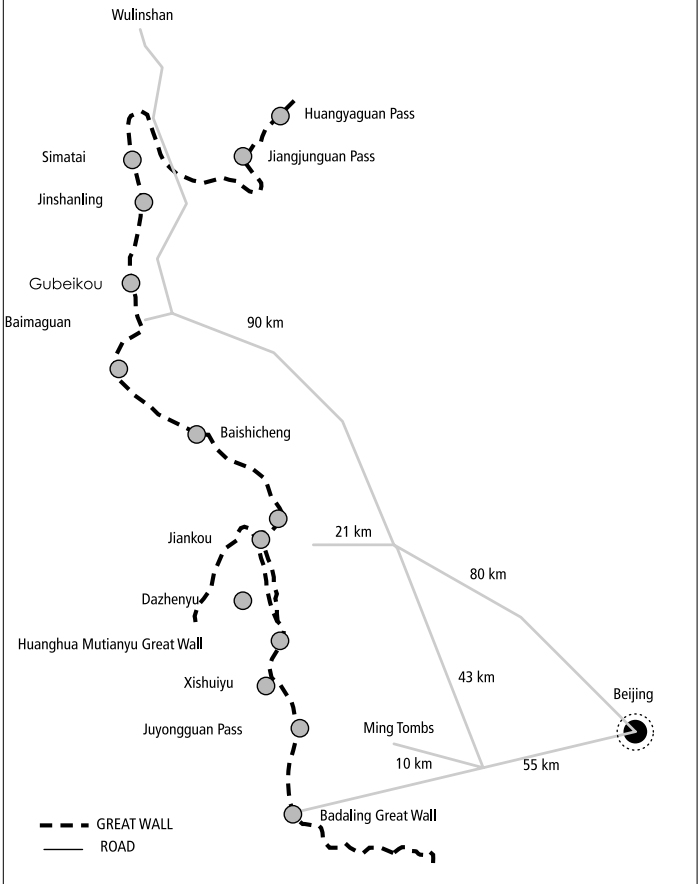 Wulinshan
Huangyaguan Pass
Simatai
Jiangjunguan Pass
Jinshanling
Gubeikou
Baimaguan
90 km
Baishicheng
21 km
Jiankou
80 km
Dazhenyu
Huanghua Mutianyu Great Wall
43 km
Xishuiyu
Beijing
Juyongguan Pass
Ming Tombs
10 km
55 km
Badaling Great Wall
GREAT WALL
ROAD